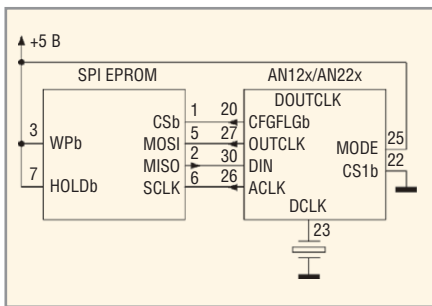 +5 В
SPI EPROM
AN12x/AN22x
DOUTCLK
3 WPb
7 HOLDb
CSb 1
MOSI 5
MISO 2
SCLK 6
20 CFGFLGb
27 OUTCLK
30 DIN
26 ACLK
MODE 25
CS1b 22
DCLK
23